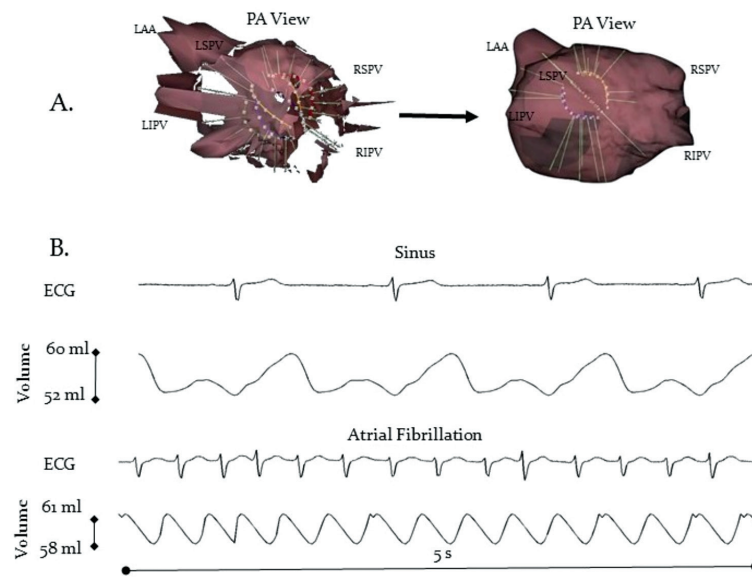 PA View
PA View
LAA
LSPV
RSPV
LIPV
RIPV
A.
LAA
LSPV
RSPV
LIPV
RIPV
B.
Sinus
ECG
Volume
60 ml
52 ml
Atrial Fibrillation
ECG
Volume
61 ml
58 ml
5 s